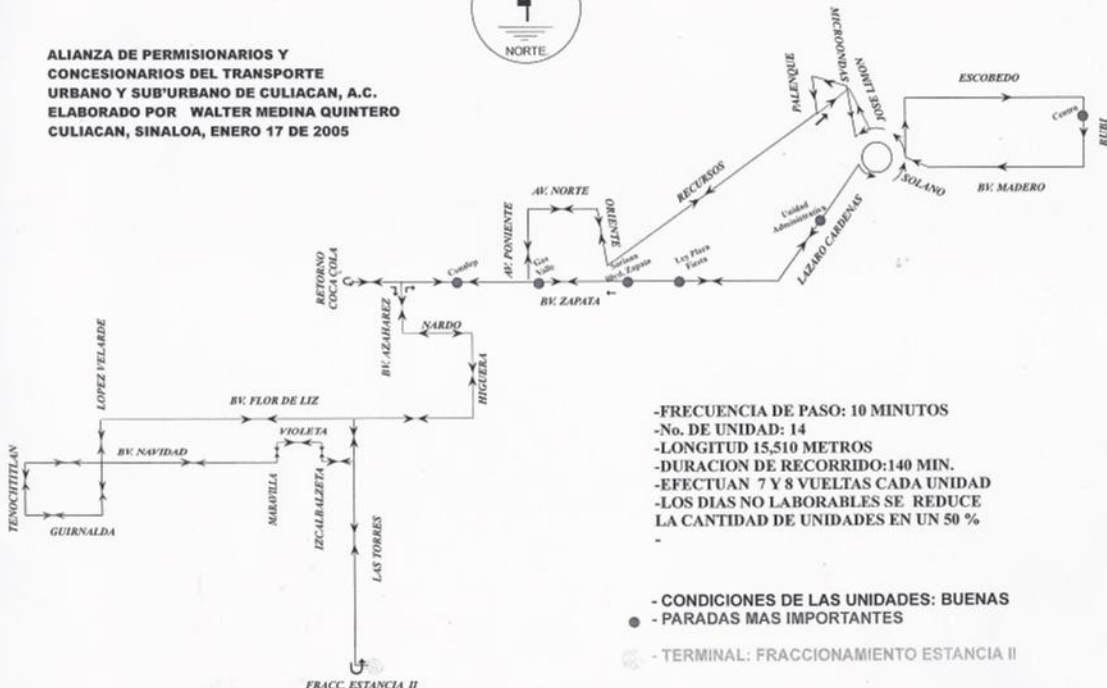 NORTE
ALIANZA DE PERMISIONARIOS Y
CONCESIONARIOS DEL TRANSPORTE
URBANO Y SUB'URBANO DE CULIACAN, A.C.
ELABORADO POR WALTER MEDINA QUINTERO
CULIACAN, SINALOA, ENERO 17 DE 2005
MICROONDAS
PALENQUE
JOSE LIMON
ESCOBEDO
Centro
RUBI
BV. MADERO
SOLANO
RECURSOS
AV. NORTE
ORIENTE
AV. PONIENTE
Unidad
Administrativa
LAZARO CARDENAS
RETORNO
COCA COLA
Conalep
Gas
Valle
Soriana
Blvd. Zapata
Ley Plaza
Fiesta
BV. ZAPATA
BV. AZAHAREZ
NARDO
HIGUERA
LOPEZ VELARDE
BV. FLOR DE LIZ
VIOLETA
BV. NAVIDAD
TENOCHTITLAN
MARAVILLA
IZCALBALZETA
GUIRNALDA
LAS TORRES
FRACC. ESTANCIA II
-FRECUENCIA DE PASO: 10 MINUTOS
-No. DE UNIDAD: 14
-LONGITUD 15,510 METROS
-DURACION DE RECORRIDO:140 MIN.
-EFECTUAN 7 Y 8 VUELTAS CADA UNIDAD
-LOS DIAS NO LABORABLES SE REDUCE
LA CANTIDAD DE UNIDADES EN UN 50 %
-
- CONDICIONES DE LAS UNIDADES: BUENAS
- PARADAS MAS IMPORTANTES
- TERMINAL: FRACCIONAMIENTO ESTANCIA II